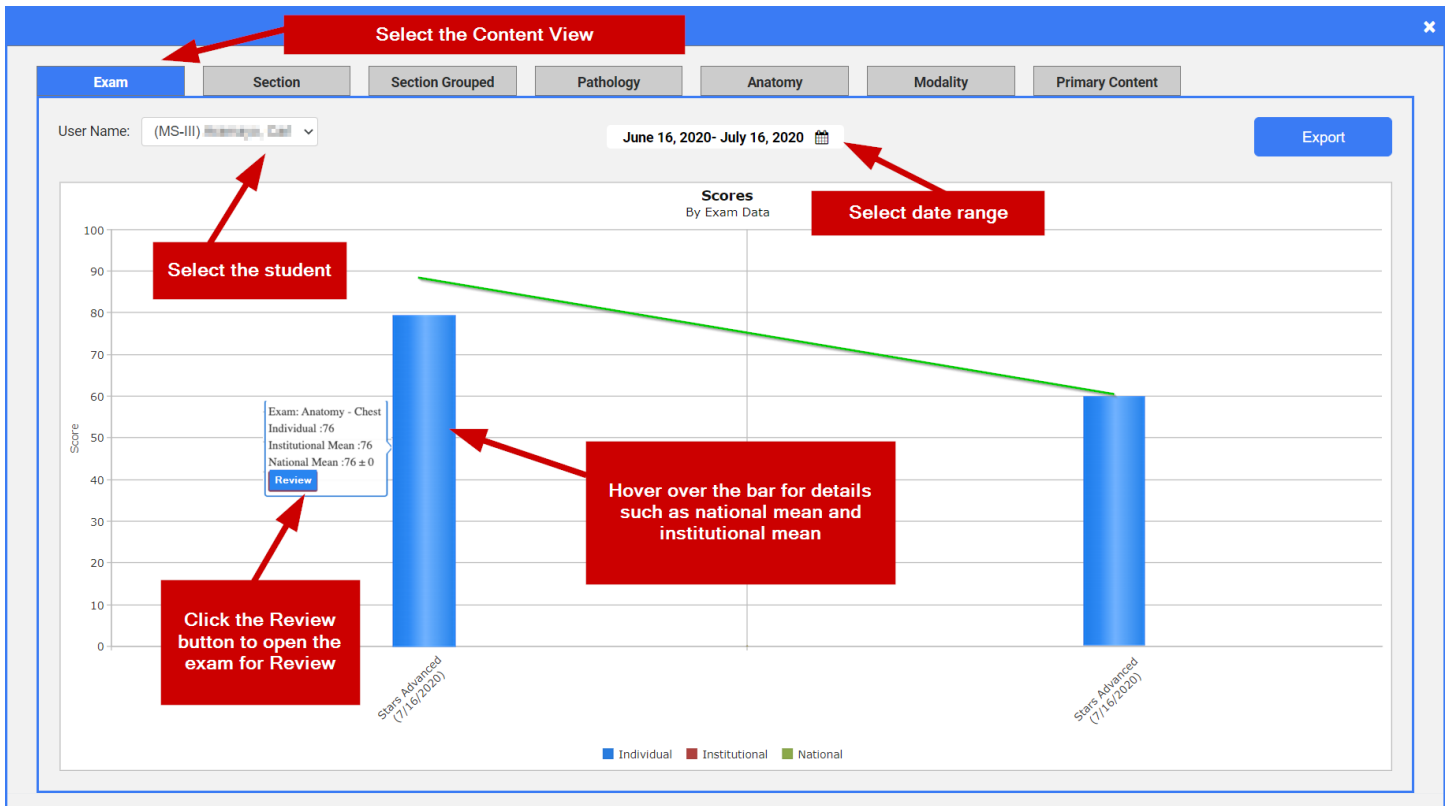 Select the Content View
×
Exam
Section
Section Grouped
Pathology
Anatomy
Modality
Primary Content
User Name:
(MS-III)
June 16, 2020- July 16, 2020
Export
Scores
By Exam Data
Select date range
Select the student
100
90
80
70
60
50
40
30
20
10
0
Score
Exam: Anatomy - Chest
Individual :76
Institutional Mean :76
National Mean :76 ± 0
Review
Hover over the bar for details
such as national mean and
institutional mean
Click the Review
button to open the
exam for Review
Stars Advanced
(7/16/2020)
Stars Advanced
(7/16/2020)
Individual
Institutional
National